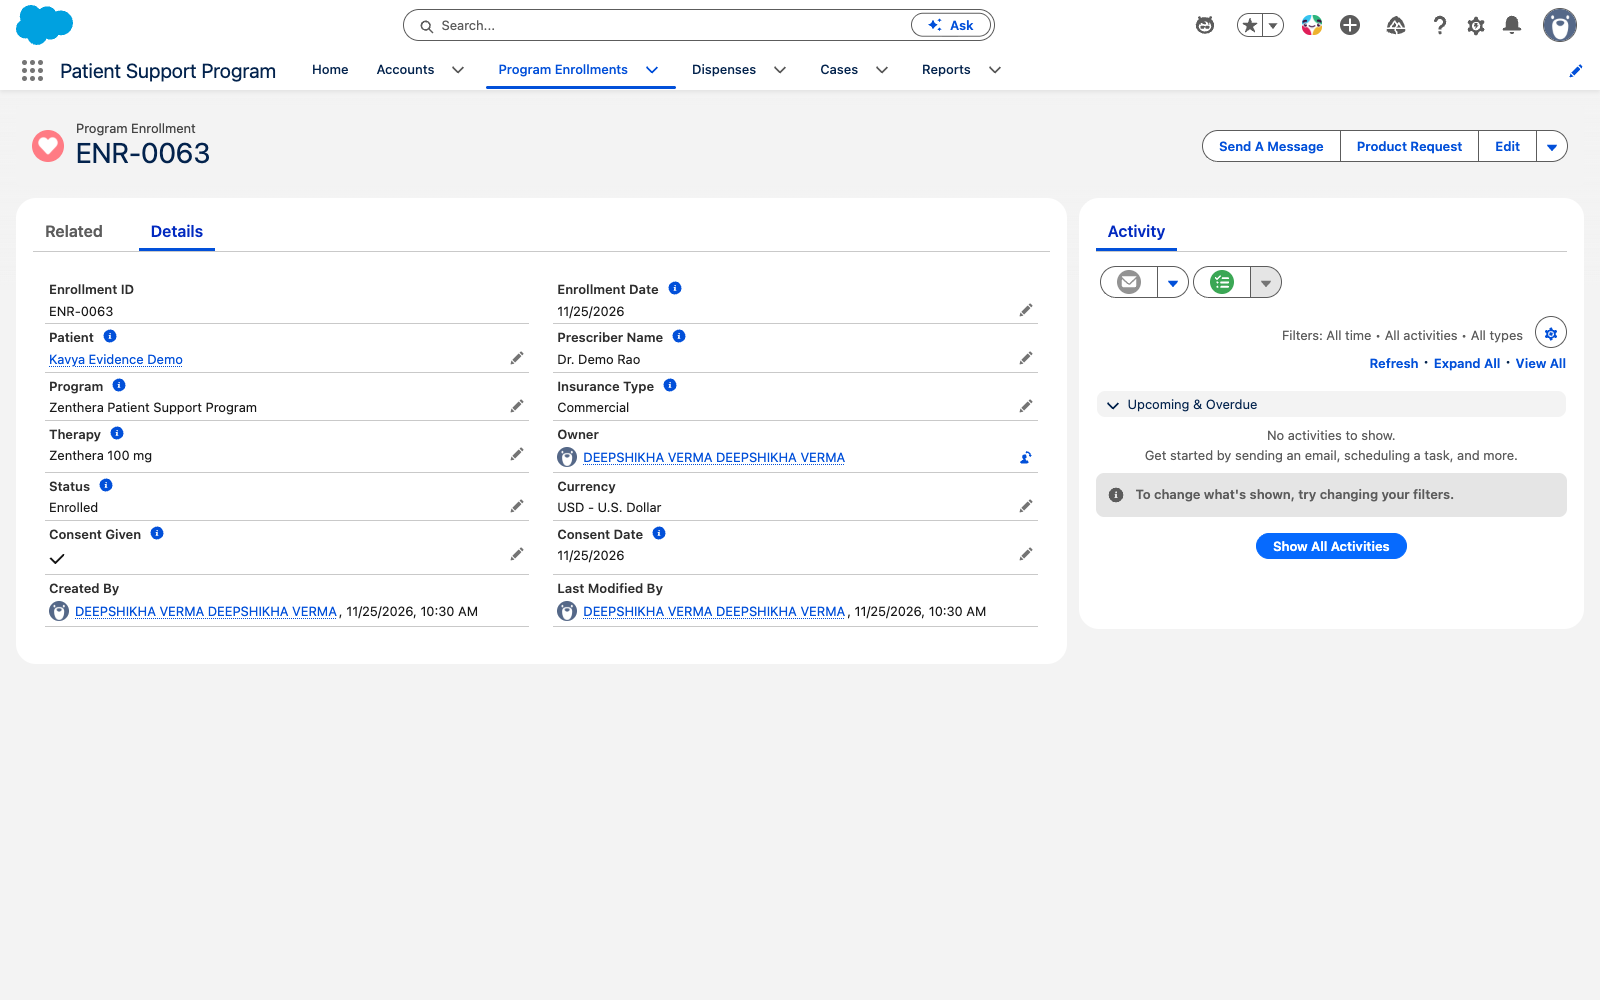 Search...
Ask
Patient Support Program
Home
Accounts
Program Enrollments
Dispenses
Cases
Reports
Program Enrollment
ENR-0063
Send A Message
Product Request
Edit
Related
Details
Enrollment ID
ENR-0063
Enrollment Date
11/25/2026
Patient
Kavya Evidence Demo
Prescriber Name
Dr. Demo Rao
Program
Zenthera Patient Support Program
Insurance Type
Commercial
Therapy
Zenthera 100 mg
Owner
DEEPSHIKHA VERMA DEEPSHIKHA VERMA
Status
Enrolled
Currency
USD - U.S. Dollar
Consent Given
Consent Date
11/25/2026
Created By
DEEPSHIKHA VERMA DEEPSHIKHA VERMA, 11/25/2026, 10:30 AM
Last Modified By
DEEPSHIKHA VERMA DEEPSHIKHA VERMA, 11/25/2026, 10:30 AM
Activity
Filters: All time • All activities • All types
Refresh • Expand All • View All
Upcoming & Overdue
No activities to show.
Get started by sending an email, scheduling a task, and more.
To change what's shown, try changing your filters.
Show All Activities